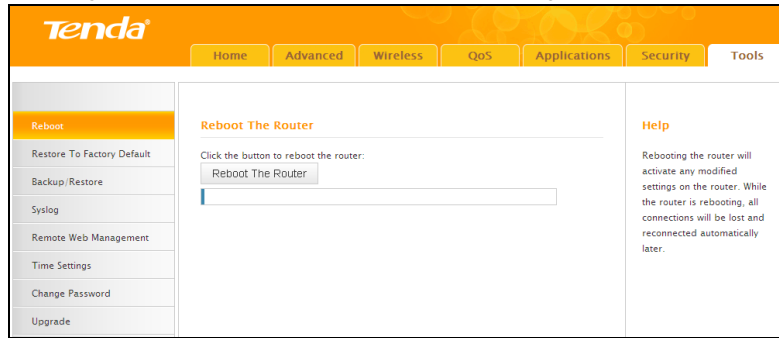 Tenda
Home Advanced Wireless QoS Applications Security Tools
Reboot
Restore To Factory Default
Backup/Restore
Syslog
Remote Web Management
Time Settings
Change Password
Upgrade
Reboot The Router
Click the button to reboot the router:
Reboot The Router
Help
Rebooting the router will
activate any modified
settings on the router. While
the router is rebooting, all
connections will be lost and
reconnected automatically
later.